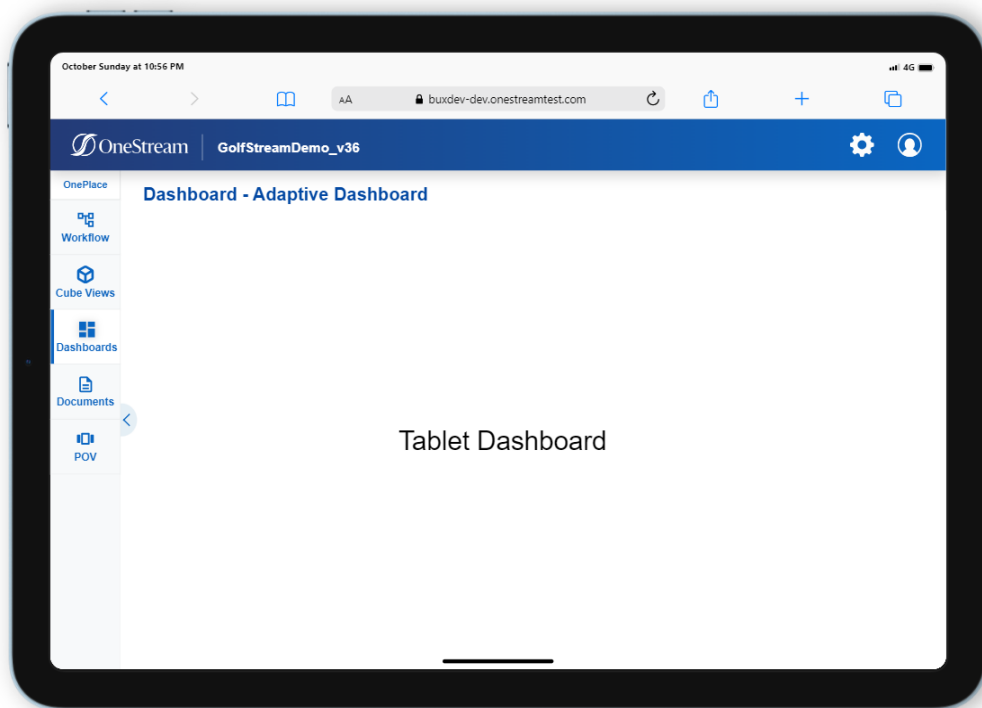 October Sunday at 10:56 PM
4G
AA
buxdev-dev.onestreamtest.com
OneStream
GolfStreamDemo_v36
OnePlace
Dashboard - Adaptive Dashboard
Workflow
Cube Views
Dashboards
Documents
POV
Tablet Dashboard